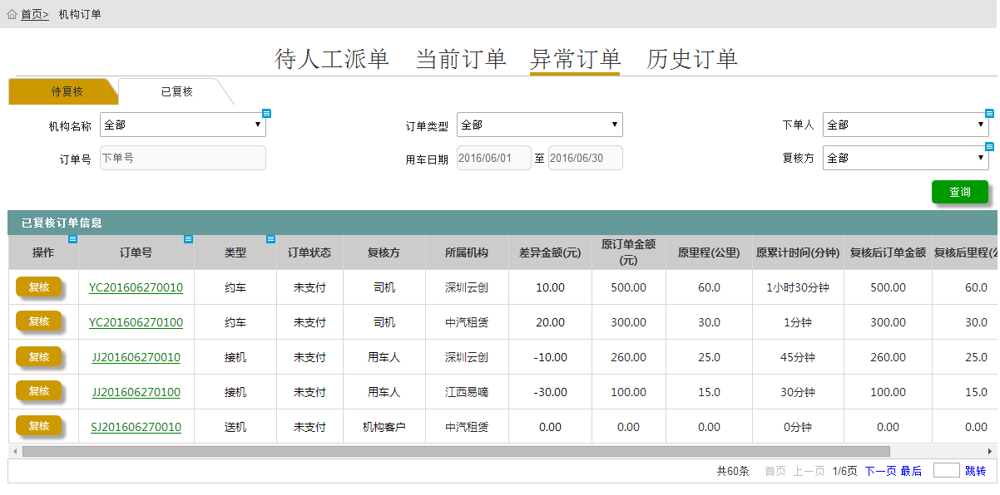 首页> 机构订单
待人工派单 当前订单 异常订单 历史订单
待复核 已复核
机构名称 全部 订单类型 全部 下单人 全部
订单号 下单号 用车日期 2016/06/01 至 2016/06/30 复核方 全部
查询
已复核订单信息
操作 订单号 类型 订单状态 复核方 所属机构 差异金额(元) 原订单金额(元) 原里程(公里) 原累计时间(分钟) 复核后订单金额 复核后里程(公
复核 YC201606270010 约车 未支付 司机 深圳云创 10.00 500.00 60.0 1小时30分钟 500.00 60.0
复核 YC201606270100 约车 未支付 司机 中汽租赁 20.00 300.00 30.0 1分钟 300.00 30.0
复核 JJ201606270010 接机 未支付 用车人 深圳云创 -10.00 260.00 25.0 45分钟 260.00 25.0
复核 JJ201606270100 接机 未支付 用车人 江西易嘀 -30.00 100.00 15.0 30分钟 100.00 15.0
复核 SJ201606270010 送机 未支付 机构客户 中汽租赁 0.00 0.00 0.00 0分钟 0.00 0.00
共60条 首页 上一页 1/6页 下一页 最后 跳转